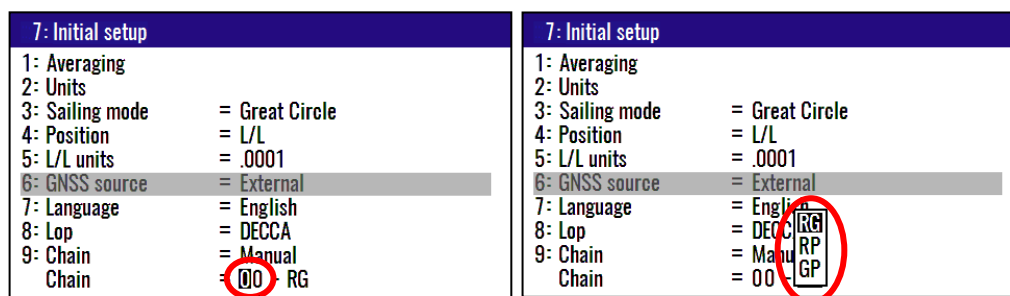 7: Initial setup
1: Averaging
2: Units
3: Sailing mode = Great Circle
4: Position = L/L
5: L/L units = .0001
6: GNSS source = External
7: Language = English
8: Lop = DECCA
9: Chain = Manual
Chain = 00 - RG
7: Initial setup
1: Averaging
2: Units
3: Sailing mode = Great Circle
4: Position = L/L
5: L/L units = .0001
6: GNSS source = External
7: Language = English
8: Lop = DECC
9: Chain = Manu
Chain = 00 -
RG
RP
GP